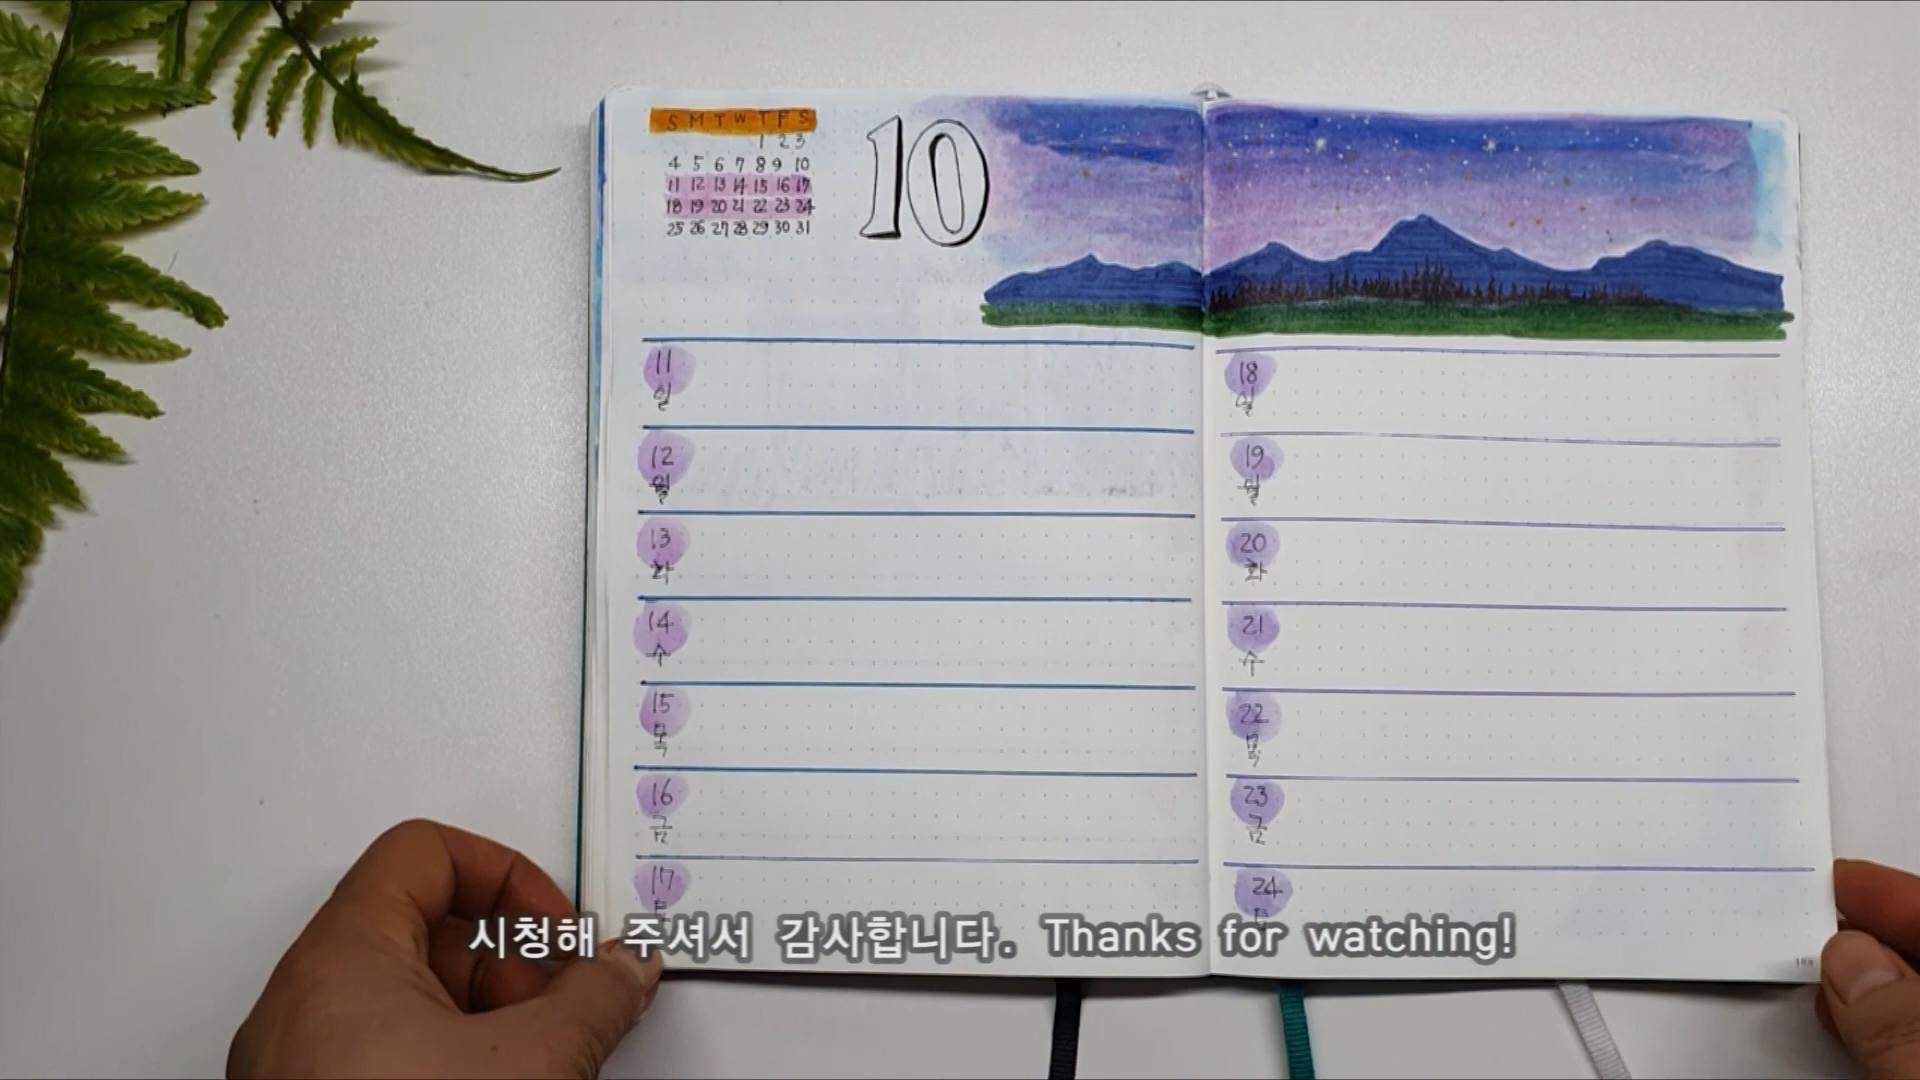 S M T W T F S
1 2 3
4 5 6 7 8 9 10
11 12 13 14 15 16 17
18 19 20 21 22 23 24
25 26 27 28 29 30 31
10
11
일
12
월
13
화
14
수
15
목
16
금
17
18
일
19
월
20
화
21
수
22
목
23
금
24
시청해 주셔서 감사합니다. Thanks for watching!